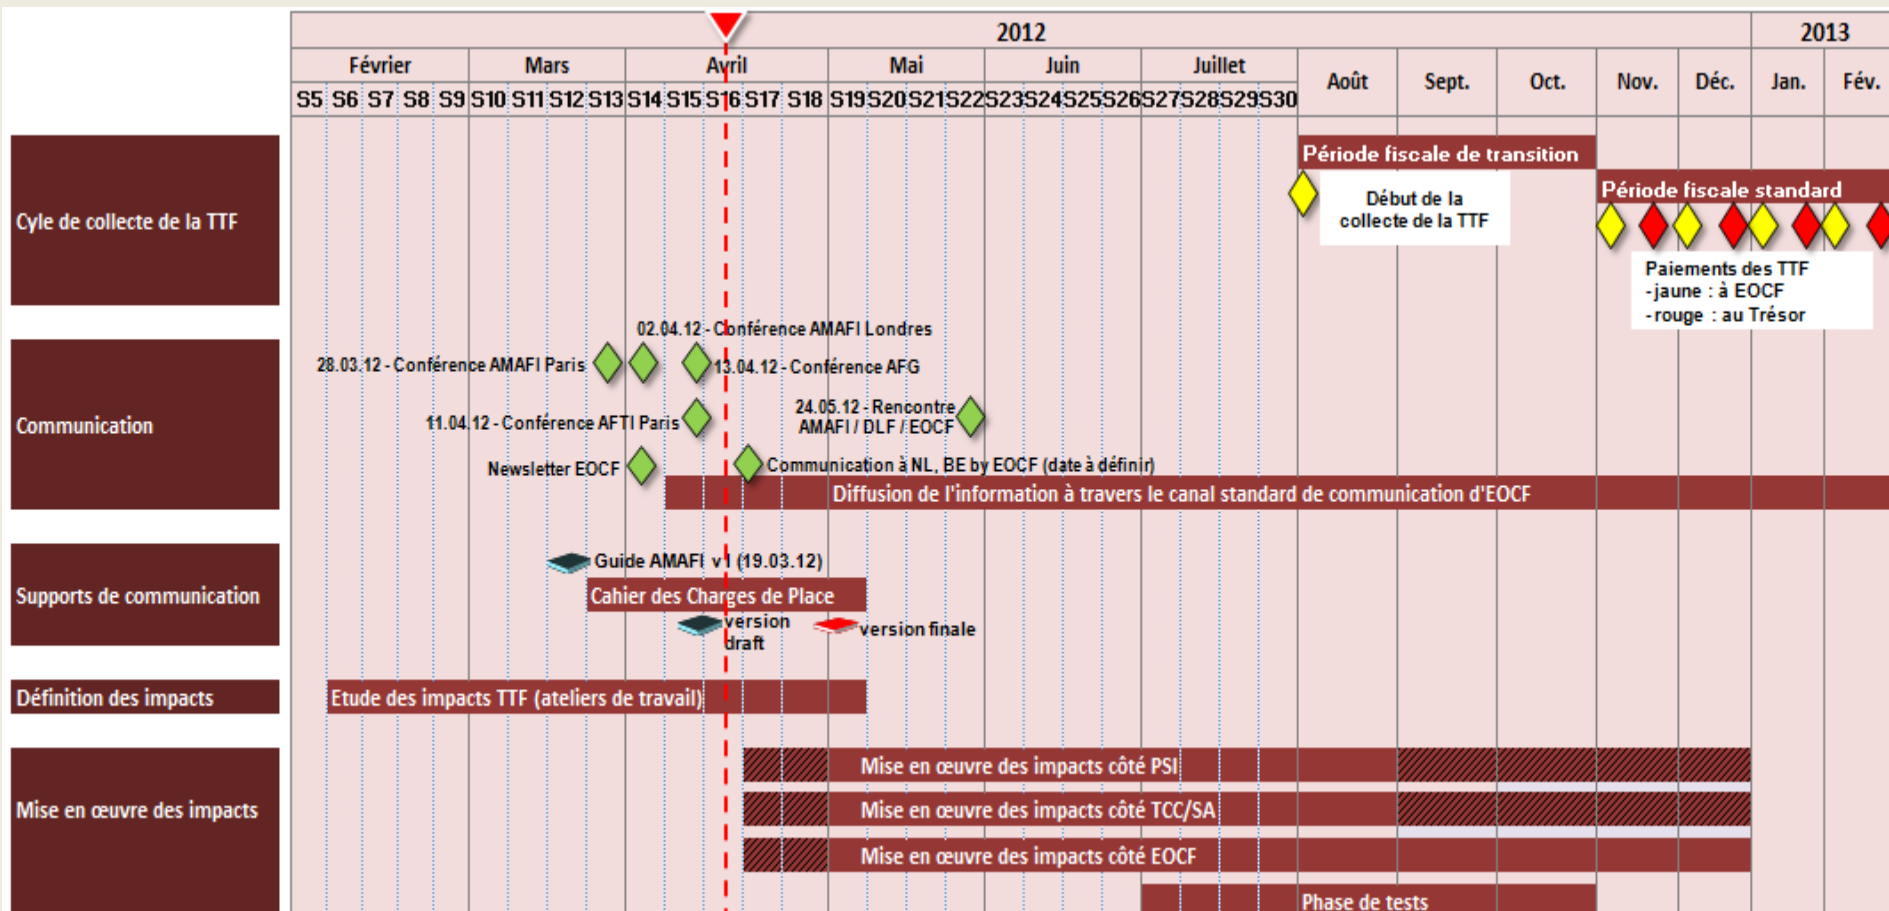 2012
2013
Février
Mars
Avril
Mai
Juin
Juillet
Août
Sept.
Oct.
Nov.
Déc.
Jan.
Fév.
S5 S6 S7 S8 S9 S10 S11 S12 S13 S14 S15 S16 S17 S18 S19 S20 S21 S22 S23 S24 S25 S26 S27 S28 S29 S30
Cyle de collecte de la TTF
Période fiscale de transition
Début de la
collecte de la TTF
Période fiscale standard
Paiements des TTF
-jaune : à EOCF
-rouge : au Trésor
Communication
02.04.12 - Conférence AMAFI Londres
28.03.12 - Conférence AMAFI Paris
13.04.12 - Conférence AFG
11.04.12 - Conférence AFTI Paris
24.05.12 - Rencontre
AMAFI / DLF / EOCF
Newsletter EOCF
Communication à NL, BE by EOCF (date à définir)
Diffusion de l'information à travers le canal standard de communication d'EOCF
Supports de communication
Guide AMAFI v1 (19.03.12)
Cahier des Charges de Place
version
draft
version finale
Définition des impacts
Etude des impacts TTF (ateliers de travail)
Mise en œuvre des impacts
Mise en œuvre des impacts côté PSI
Mise en œuvre des impacts côté TCC/SA
Mise en œuvre des impacts côté EOCF
Phase de tests